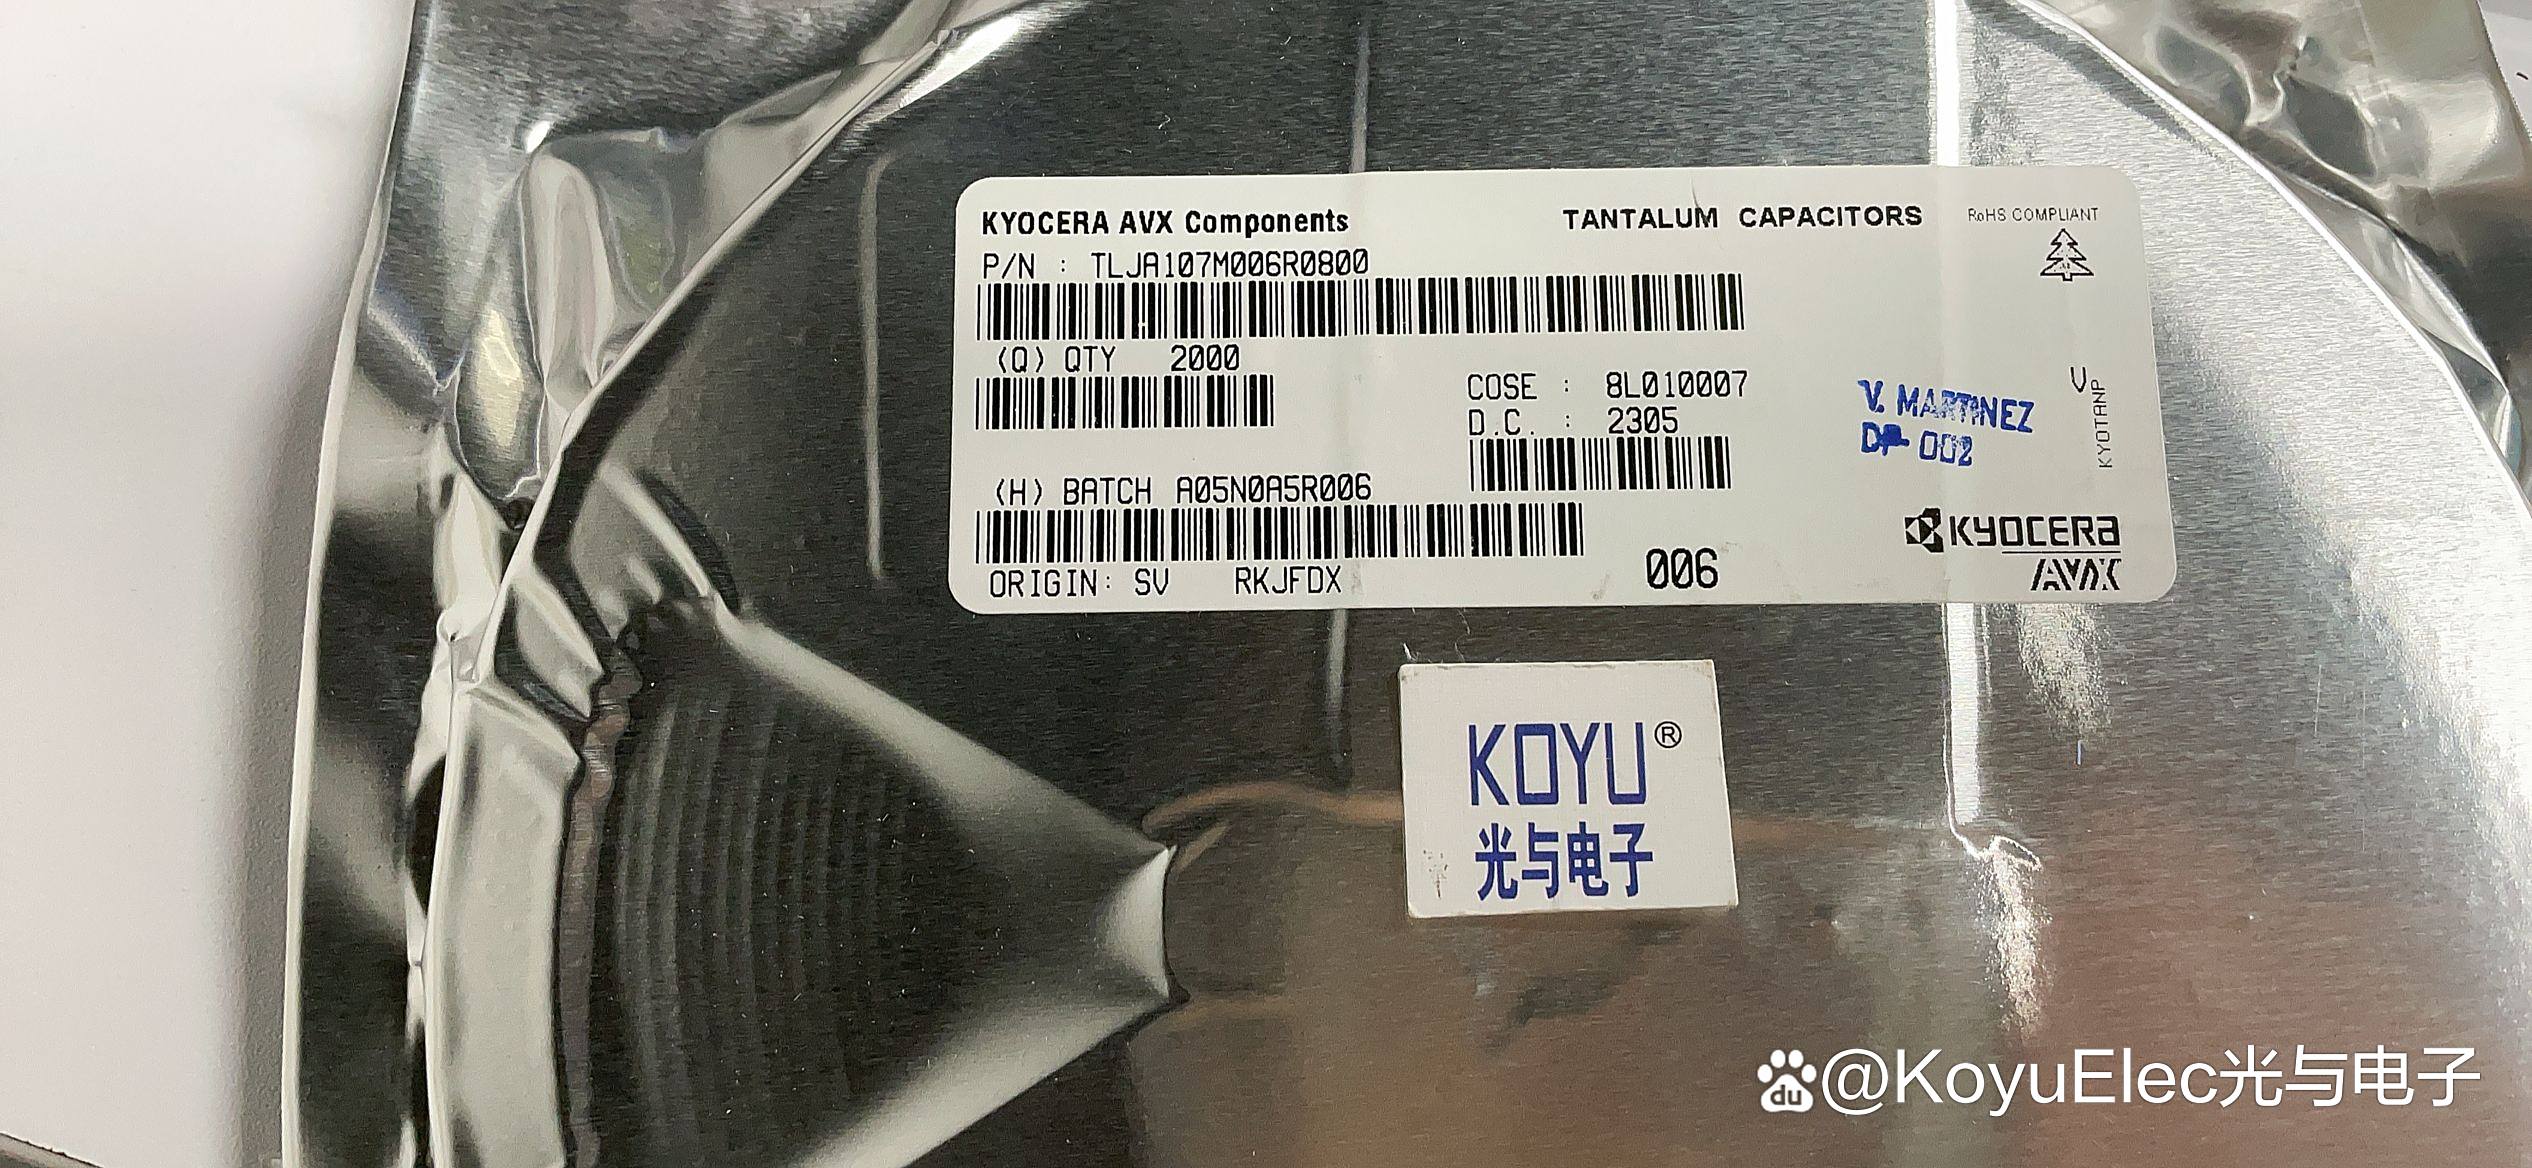 KYOCERA AVX Components
TANTALUM CAPACITORS
RoHS COMPLIANT
P/N : TLJA107M006R0800
(Q) QTY 2000
COSE : 8L010007
D.C. : 2305
V. MARTINEZ
002
V
KYOTANP
(H) BATCH A05N0A5R006
ORIGIN: SV RKJFDX
006
KYOCERA
AVX
KOYU®
光与电子
du @KoyuElec光与电子